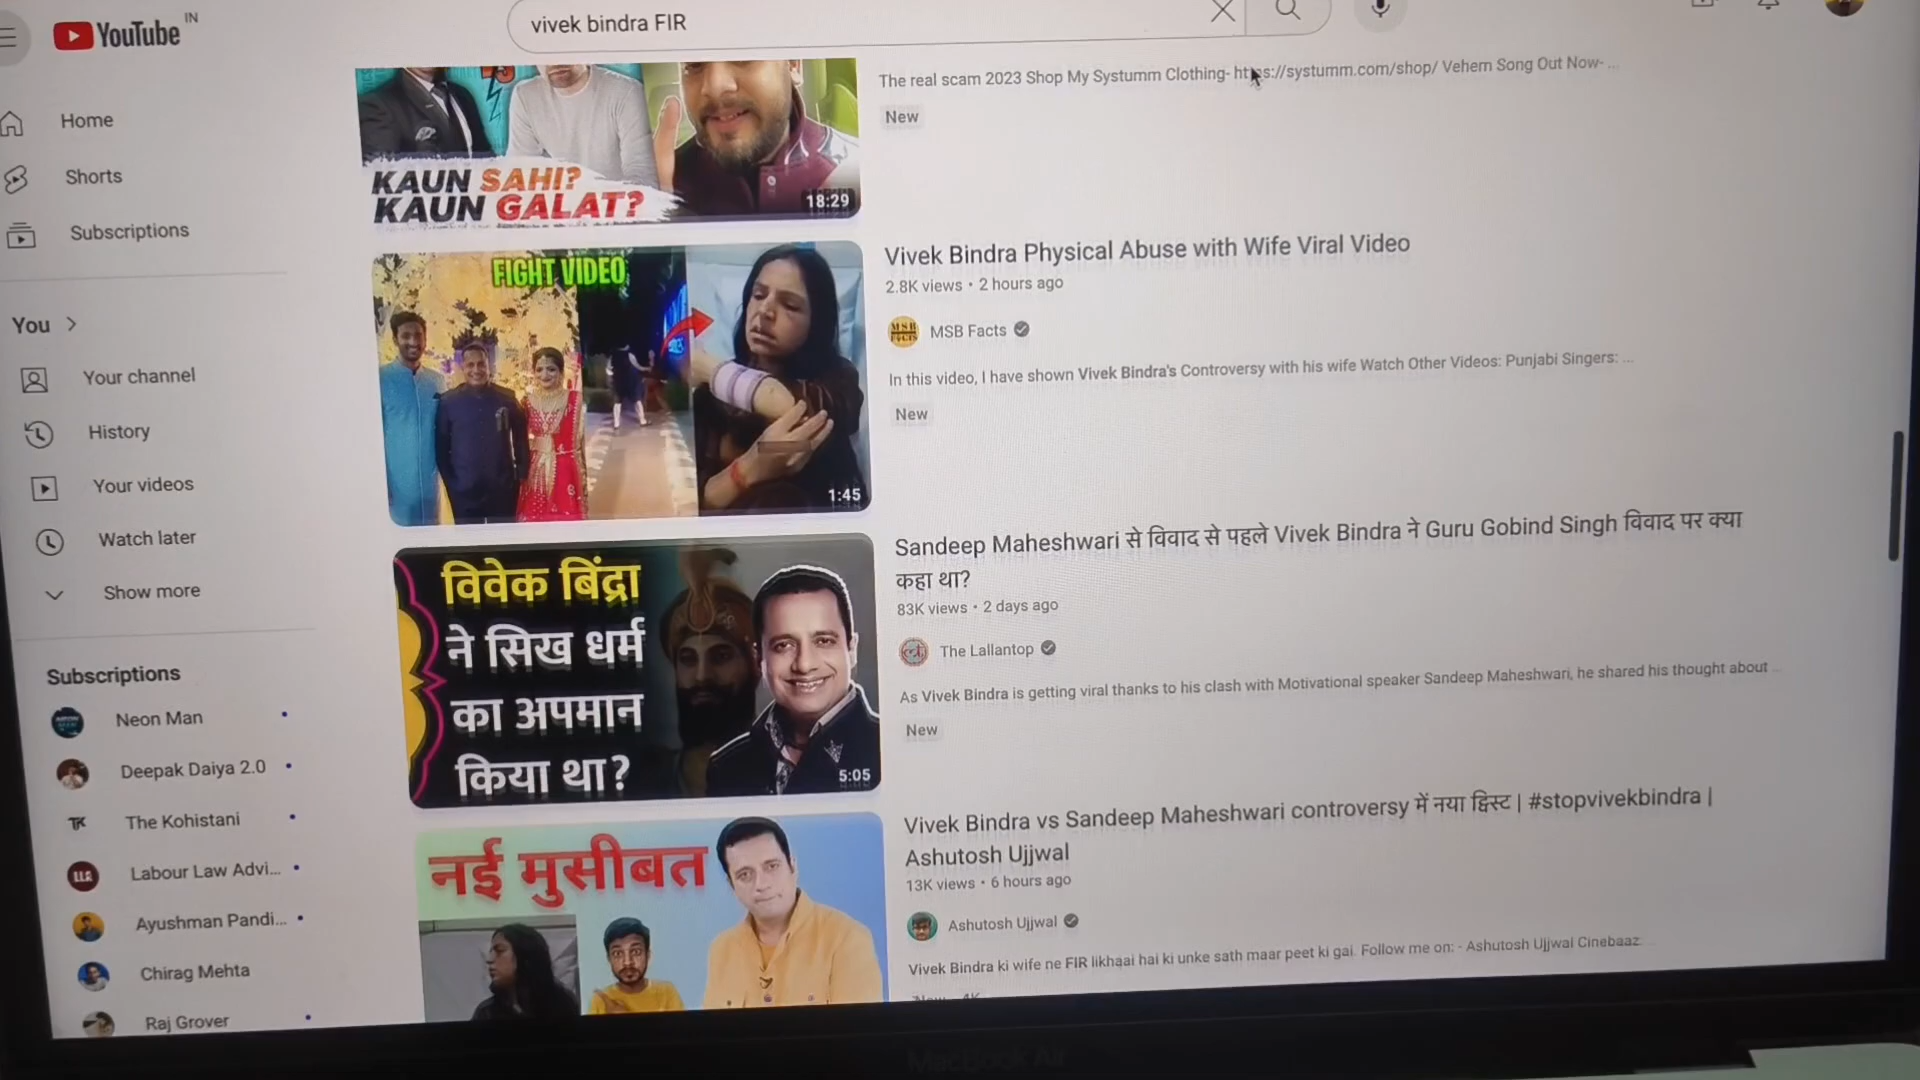 YouTube IN
vivek bindra FIR
Home
Shorts
Subscriptions
You
Your channel
History
Your videos
Watch later
Show more
Subscriptions
Neon Man
Deepak Daiya 2.0
The Kohistani
Labour Law Advi...
Ayushman Pandi...
Chirag Mehta
Raj Grover
KAUN SAHI?
KAUN GALAT?
18:29
The real scam 2023 Shop My Systumm Clothing- https://systumm.com/shop/ Vehem Song Out Now- ...
New
FIGHT VIDEO
1:45
Vivek Bindra Physical Abuse with Wife Viral Video
2.8K views • 2 hours ago
MSB FACTS
MSB Facts
In this video, I have shown Vivek Bindra's Controversy with his wife Watch Other Videos: Punjabi Singers: ...
New
विवेक बिंद्रा
ने सिख धर्म
का अपमान
किया था?
5:05
Sandeep Maheshwari से विवाद से पहले Vivek Bindra ने Guru Gobind Singh विवाद पर क्या
कहा था?
83K views • 2 days ago
The Lallantop
As Vivek Bindra is getting viral thanks to his clash with Motivational speaker Sandeep Maheshwari, he shared his thought about ...
New
नई मुसीबत
Vivek Bindra vs Sandeep Maheshwari controversy में नया ट्विस्ट | #stopvivekbindra |
Ashutosh Ujjwal
13K views • 6 hours ago
Ashutosh Ujjwal
Vivek Bindra ki wife ne FIR likhaai hai ki unke sath maar peet ki gai. Follow me on: - Ashutosh Ujjwal Cinebaaz ...
New 4K
MacBook Air